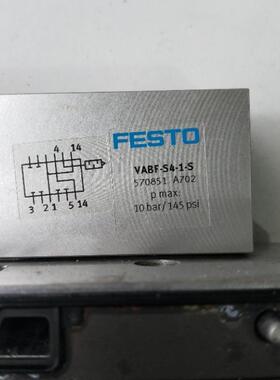 4 14
3 2 1 5 14
FESTO
VABF-S4-1-S
570851 A702
p max:
10 bar/145 psi